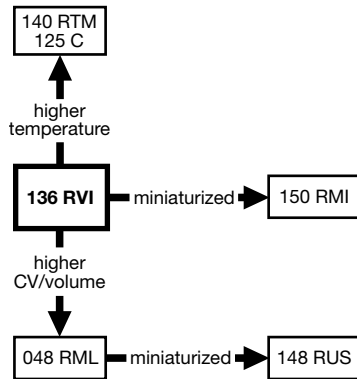 140 RTM
125 C
higher
temperature
136 RVI
miniaturized
150 RMI
higher
CV/volume
048 RML
miniaturized
148 RUS